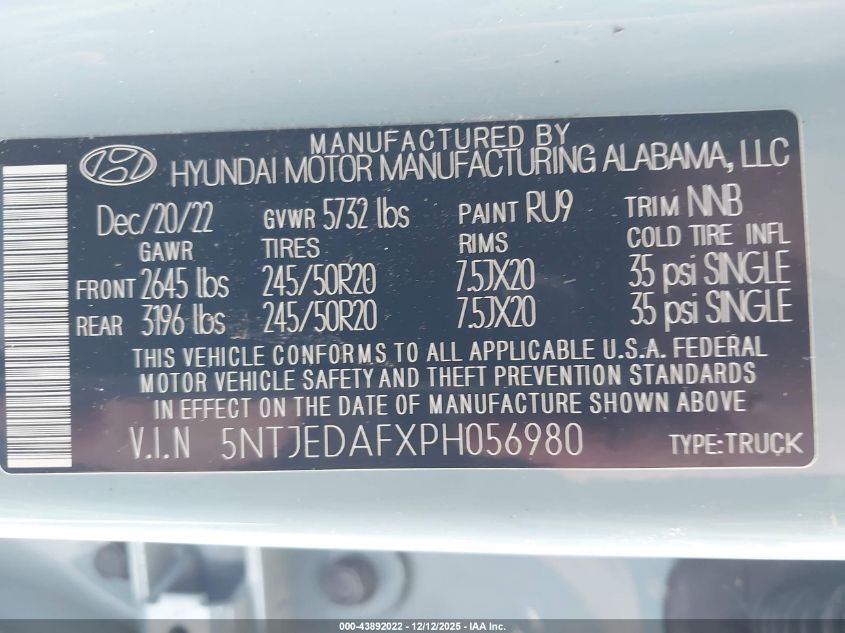 MANUFACTURED BY
HYUNDAI MOTOR MANUFACTURING ALABAMA, LLC
Dec/20/22 GVWR 5732 lbs PAINT RU9 TRIM NNB
GAWR TIRES RIMS COLD TIRE INFL
FRONT 2645 lbs 245/50R20 7.5JX20 35 psi SINGLE
REAR 3196 lbs 245/50R20 7.5JX20 35 psi SINGLE
THIS VEHICLE CONFORMS TO ALL APPLICABLE U.S.A. FEDERAL
MOTOR VEHICLE SAFETY AND THEFT PREVENTION STANDARDS
IN EFFECT ON THE DATE OF MANUFACTURE SHOWN ABOVE
V.I.N 5NTJEDAFXPH056980 TYPE:TRUCK
000-43892022 - 12/12/2025 - IAA Inc.